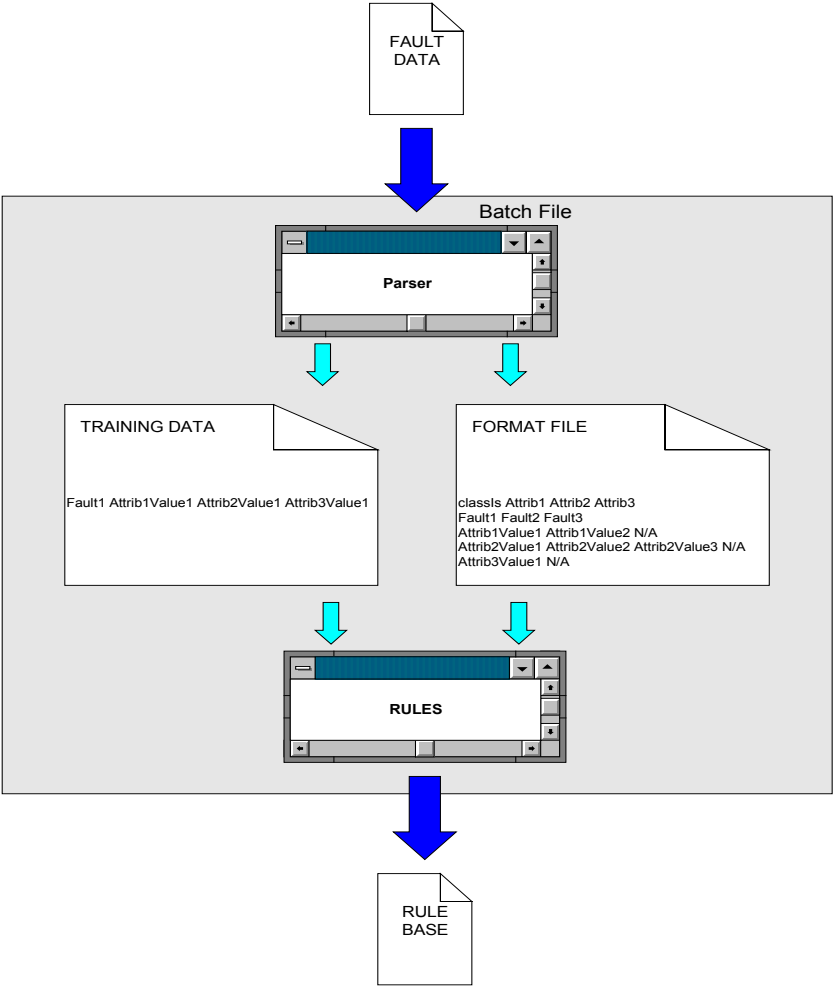 FAULT
DATA
Batch File
Parser
TRAINING DATA
Fault1 Attrib1Value1 Attrib2Value1 Attrib3Value1
FORMAT FILE
classIs Attrib1 Attrib2 Attrib3
Fault1 Fault2 Fault3
Attrib1Value1 Attrib1Value2 N/A
Attrib2Value1 Attrib2Value2 Attrib2Value3 N/A
Attrib3Value1 N/A
RULES
RULE
BASE